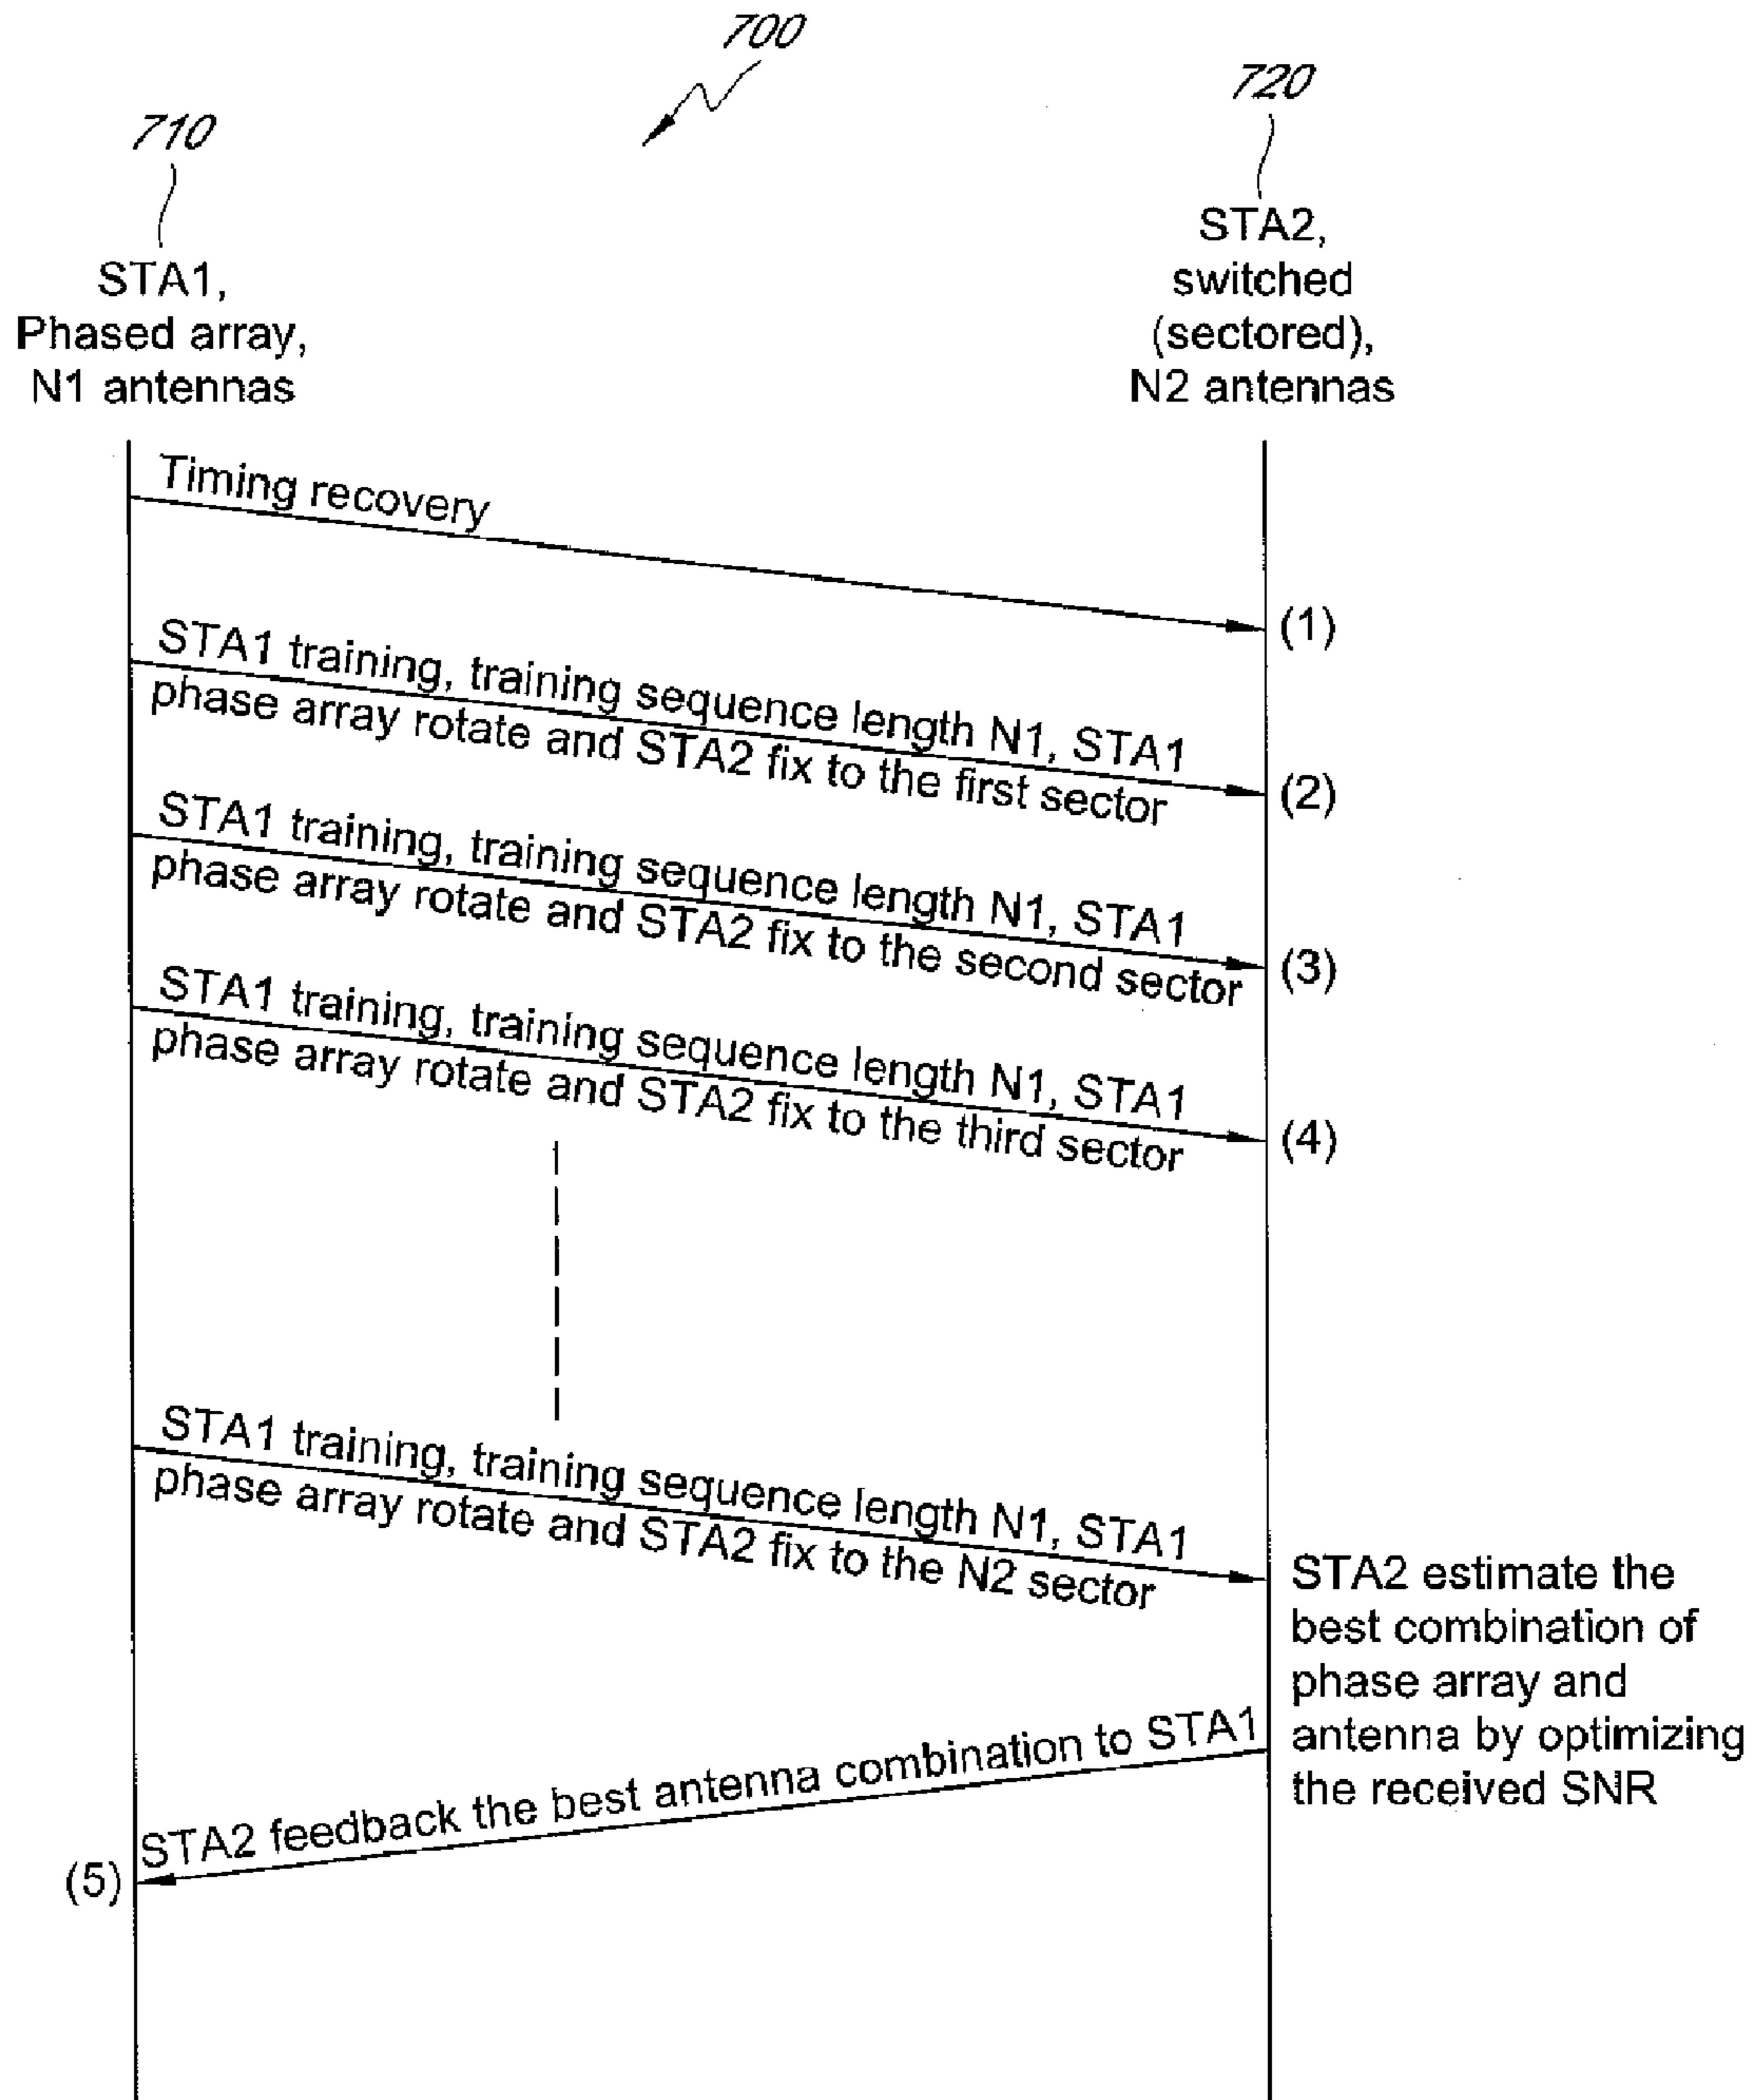 700
710
720
STA1,
Phased array,
N1 antennas
STA2,
switched
(sectored),
N2 antennas
Timing recovery
(1)
STA1 training, training sequence length N1, STA1
phase array rotate and STA2 fix to the first sector
(2)
STA1 training, training sequence length N1, STA1
phase array rotate and STA2 fix to the second sector
(3)
STA1 training, training sequence length N1, STA1
phase array rotate and STA2 fix to the third sector
(4)
STA1 training, training sequence length N1, STA1
phase array rotate and STA2 fix to the N2 sector
STA2 estimate the
best combination of
phase array and
antenna by optimizing
the received SNR
STA2 feedback the best antenna combination to STA1
(5)